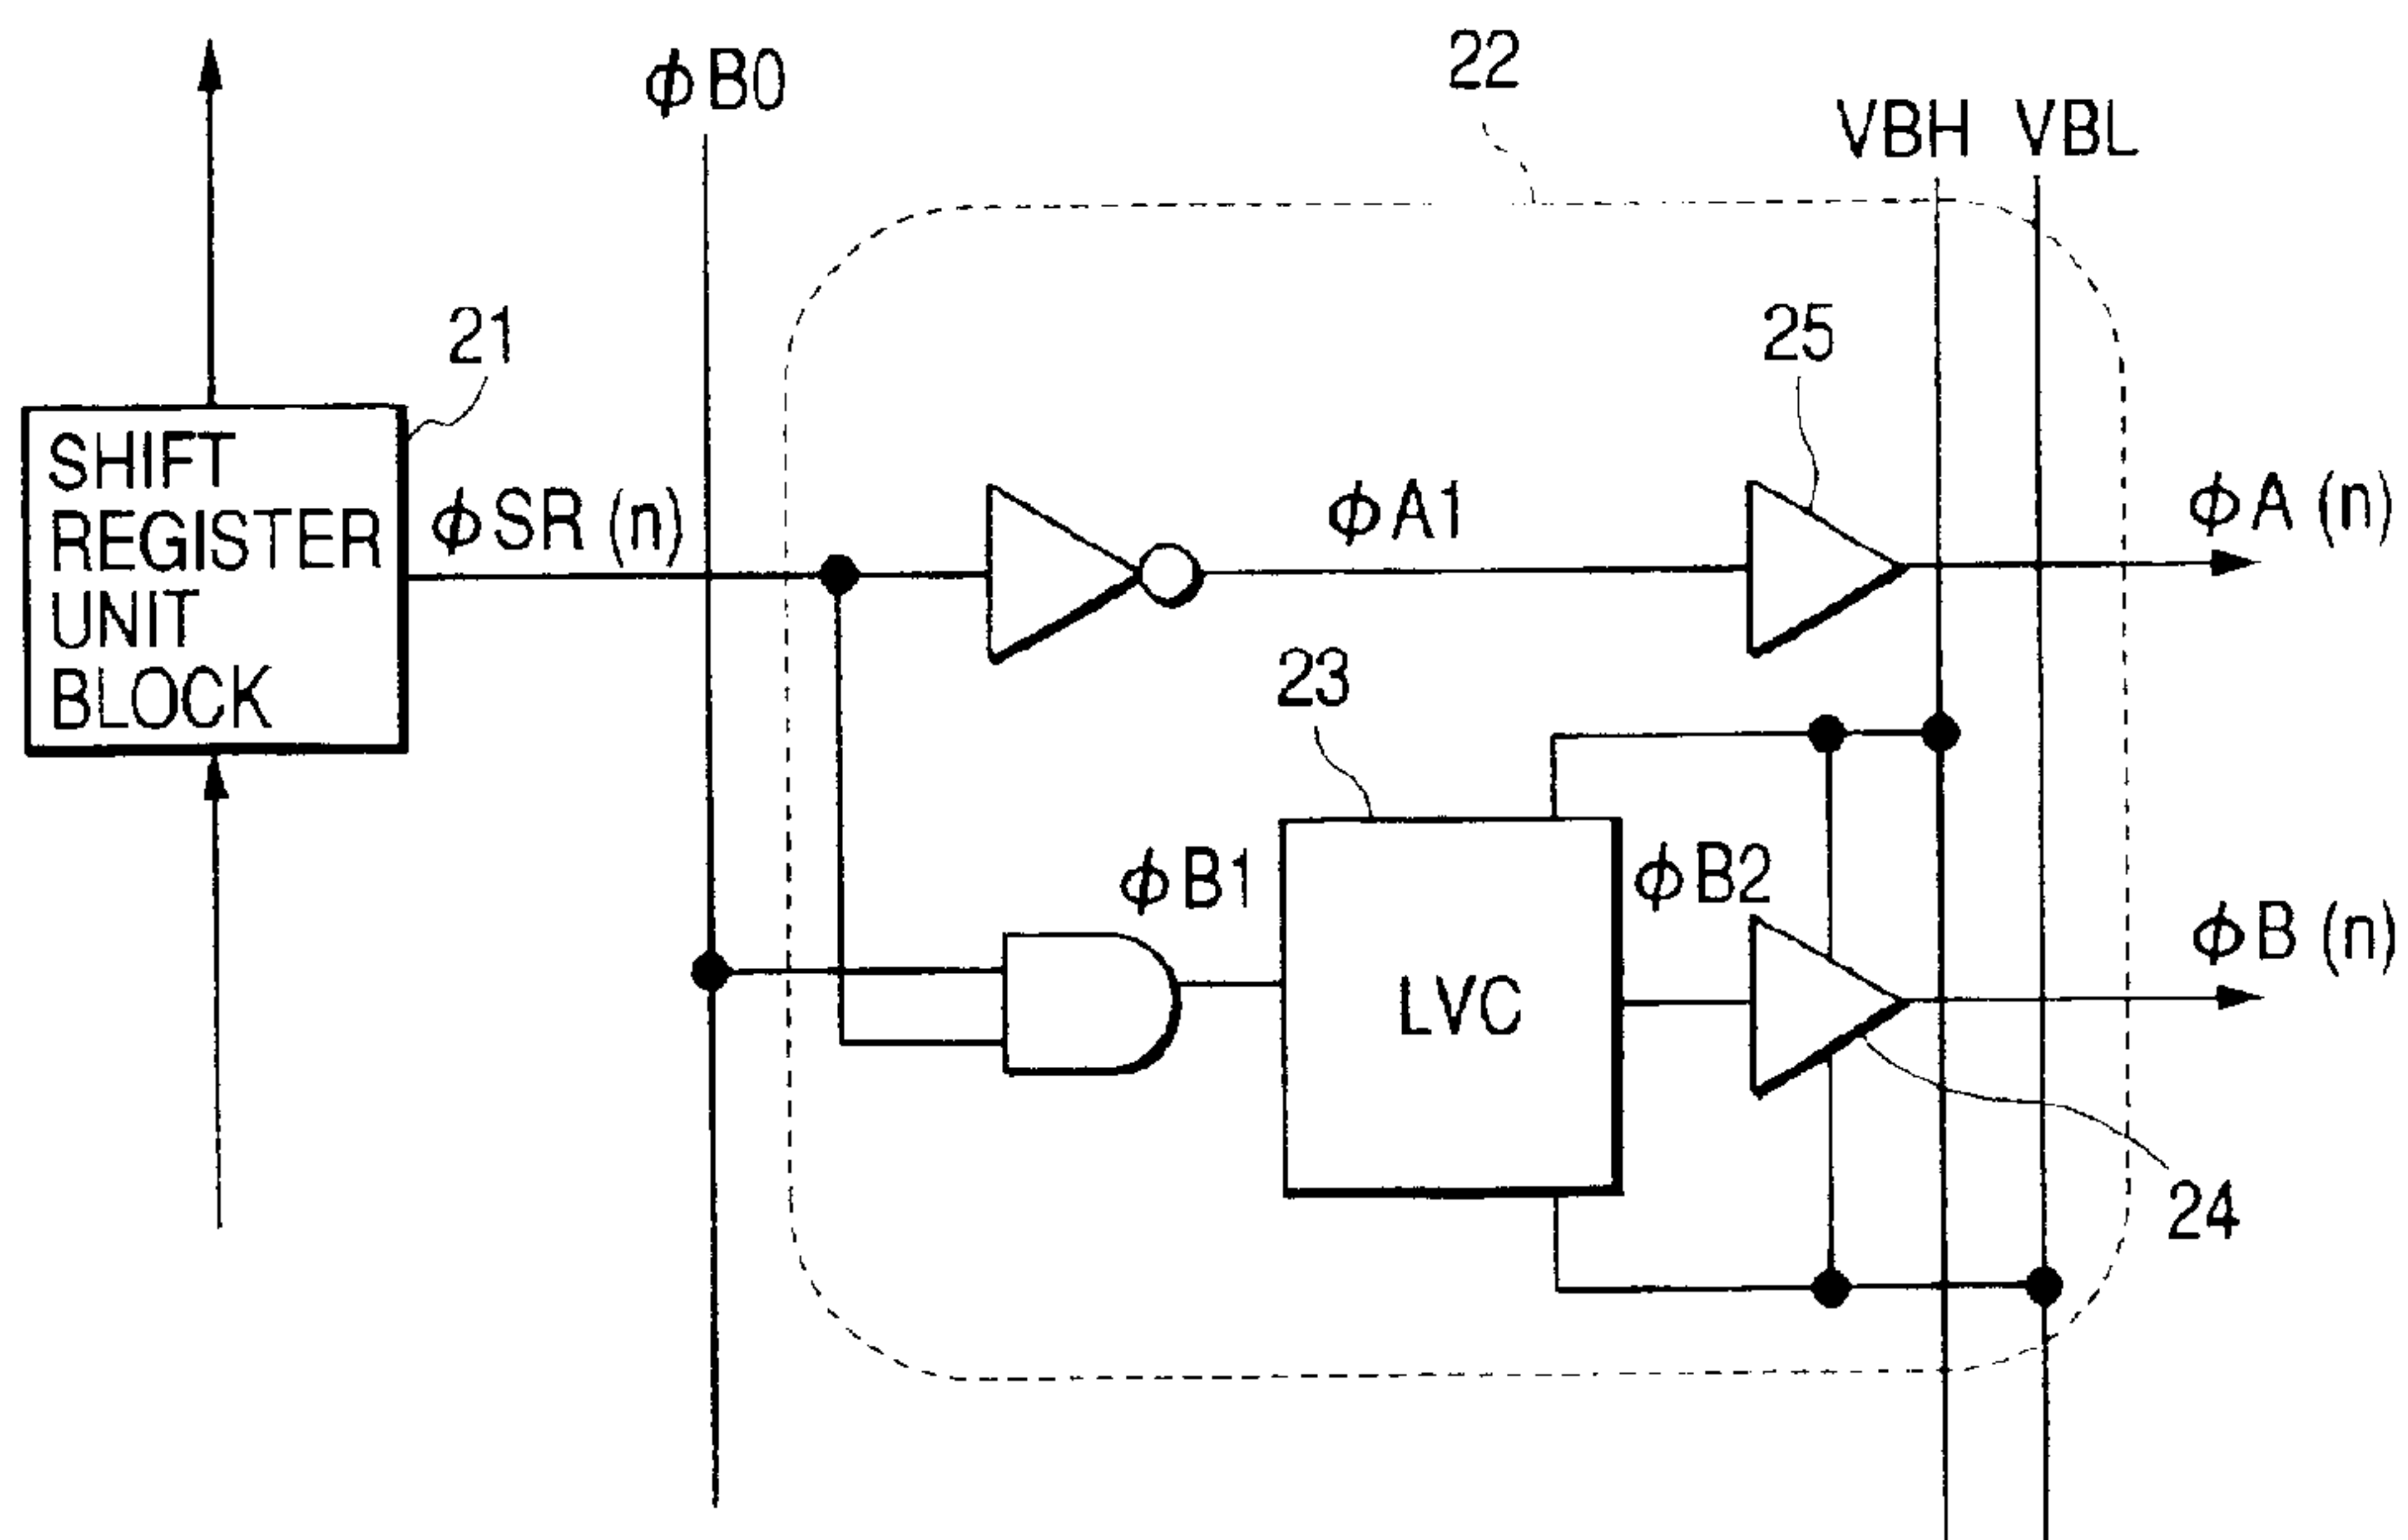 22
ϕB0
VBH VBL
21
25
SHIFT
REGISTER
UNIT
BLOCK
ϕSR (n)
ϕA1
ϕA (n)
23
ϕB1
ϕB2
LVC
ϕB (n)
24